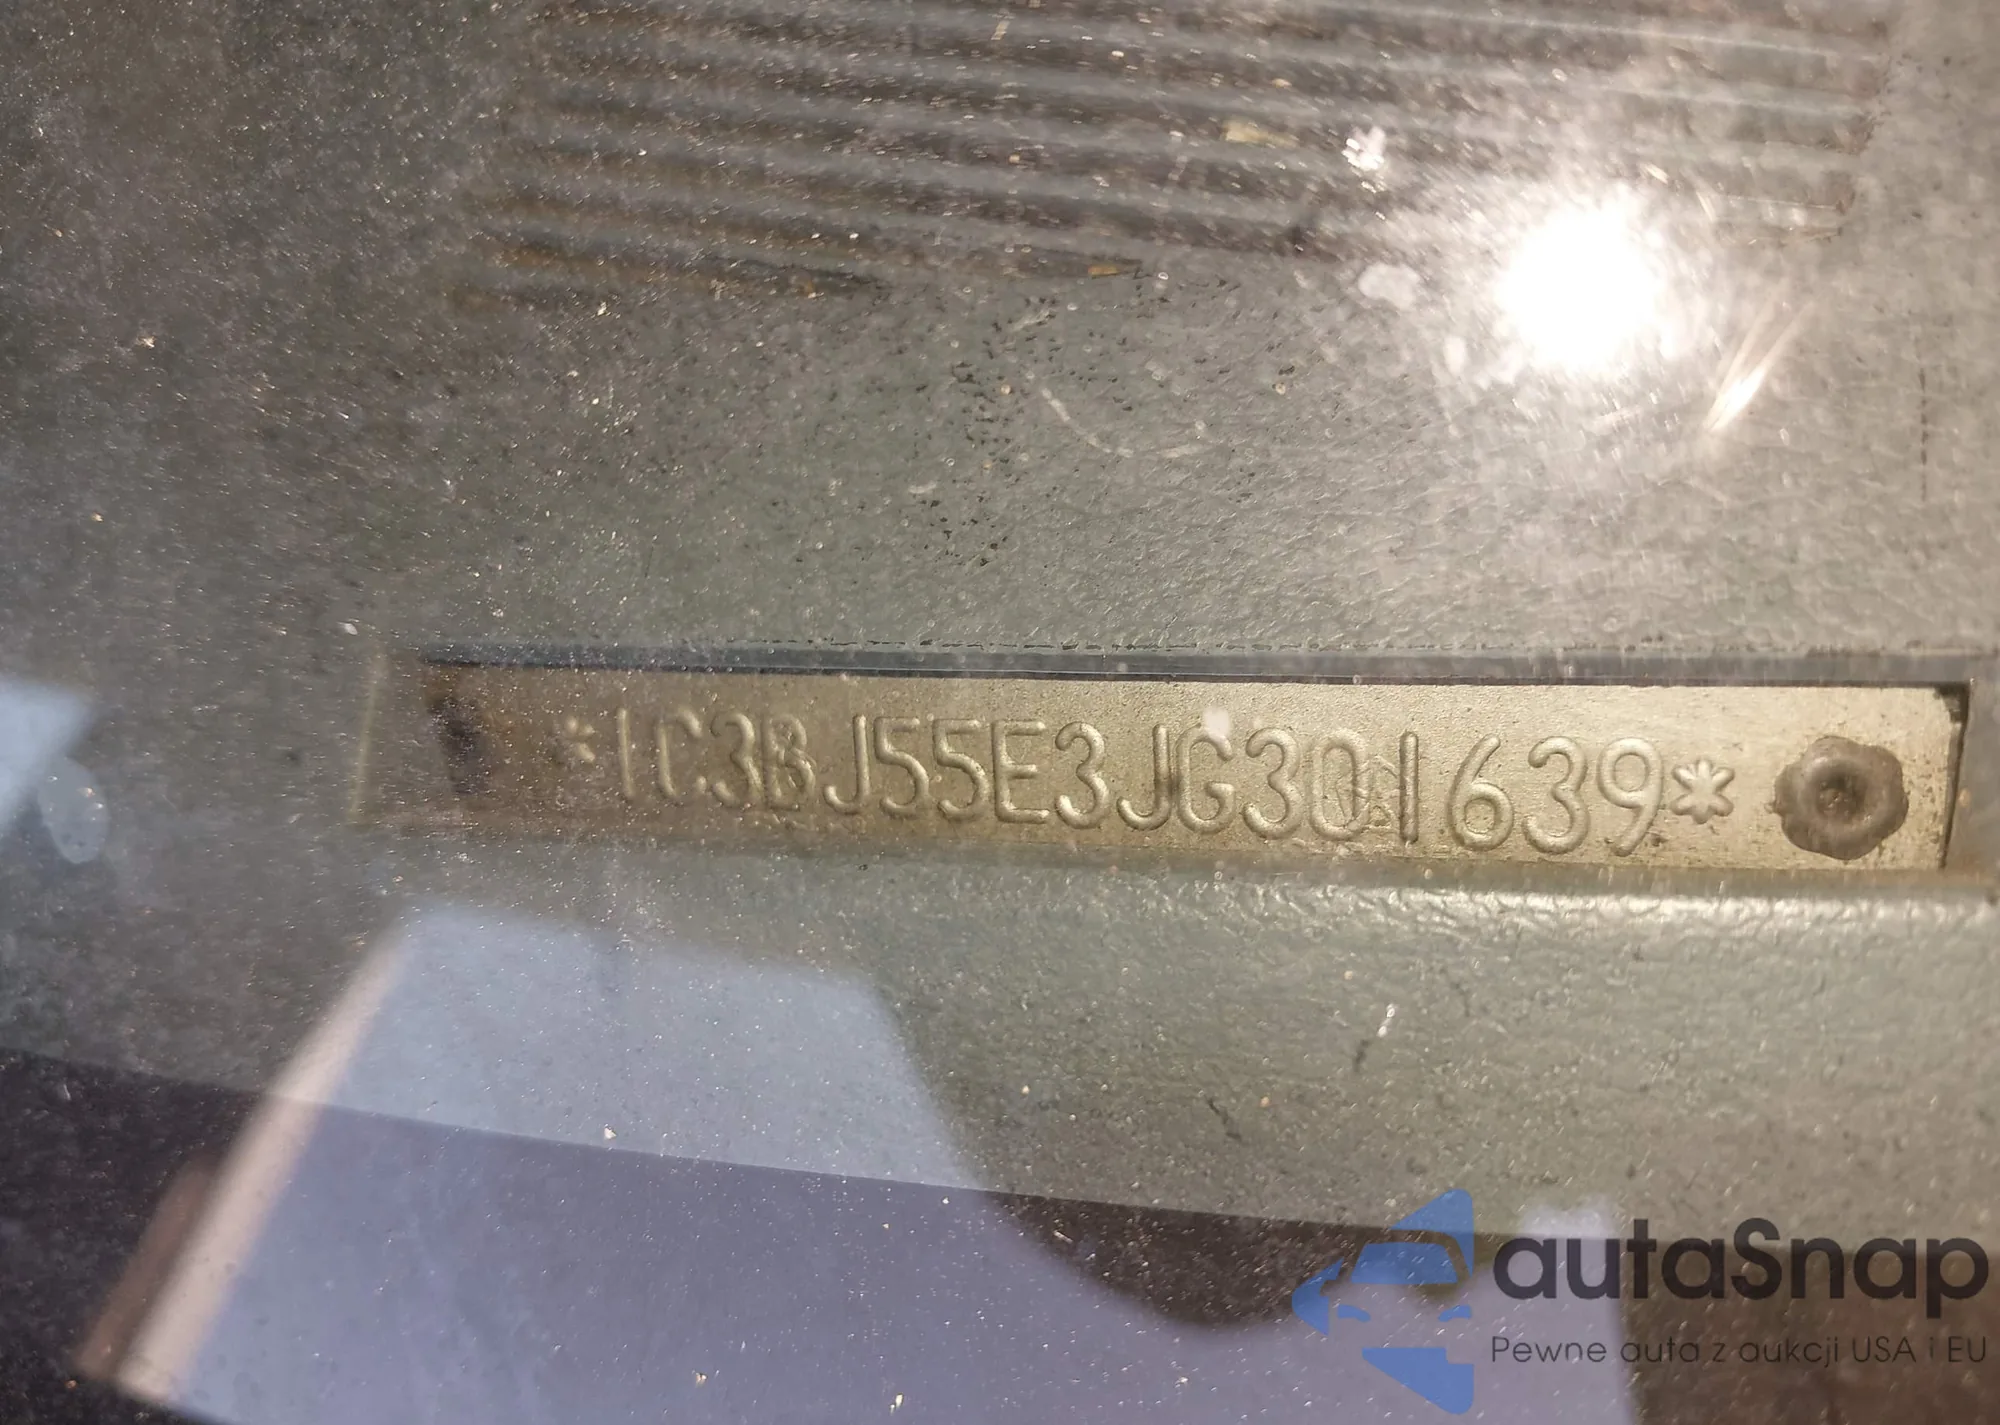 *1C3BJ55E3JG301639*
autaSnap
Pewne auta z aukcji USA i EU